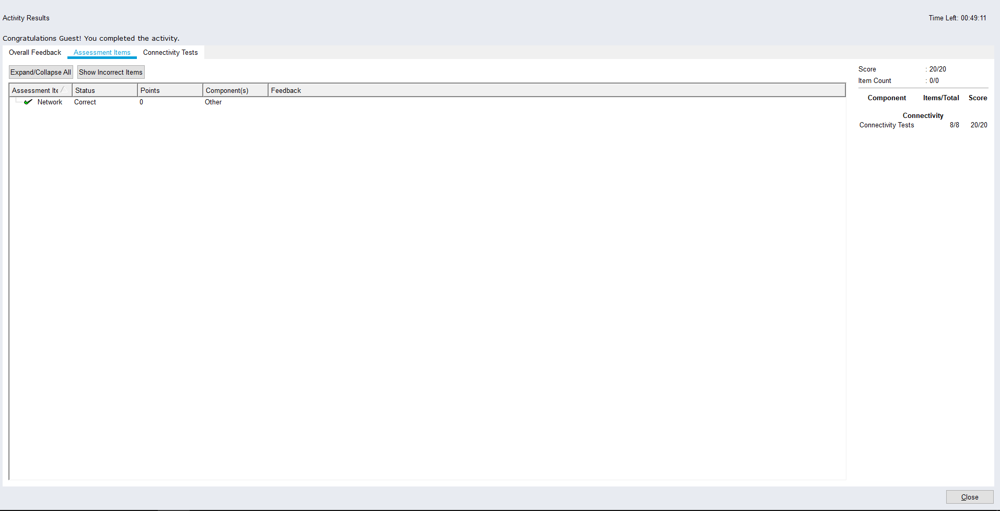 Activity Results
Time Left: 00:49:11
Congratulations Guest! You completed the activity.
Overall Feedback Assessment Items Connectivity Tests
Expand/Collapse All Show Incorrect Items
Assessment Ite Status Points Component(s) Feedback
Network Correct 0 Other
Score : 20/20
Item Count : 0/0
Component Items/Total Score
Connectivity
Connectivity Tests 8/8 20/20
Close